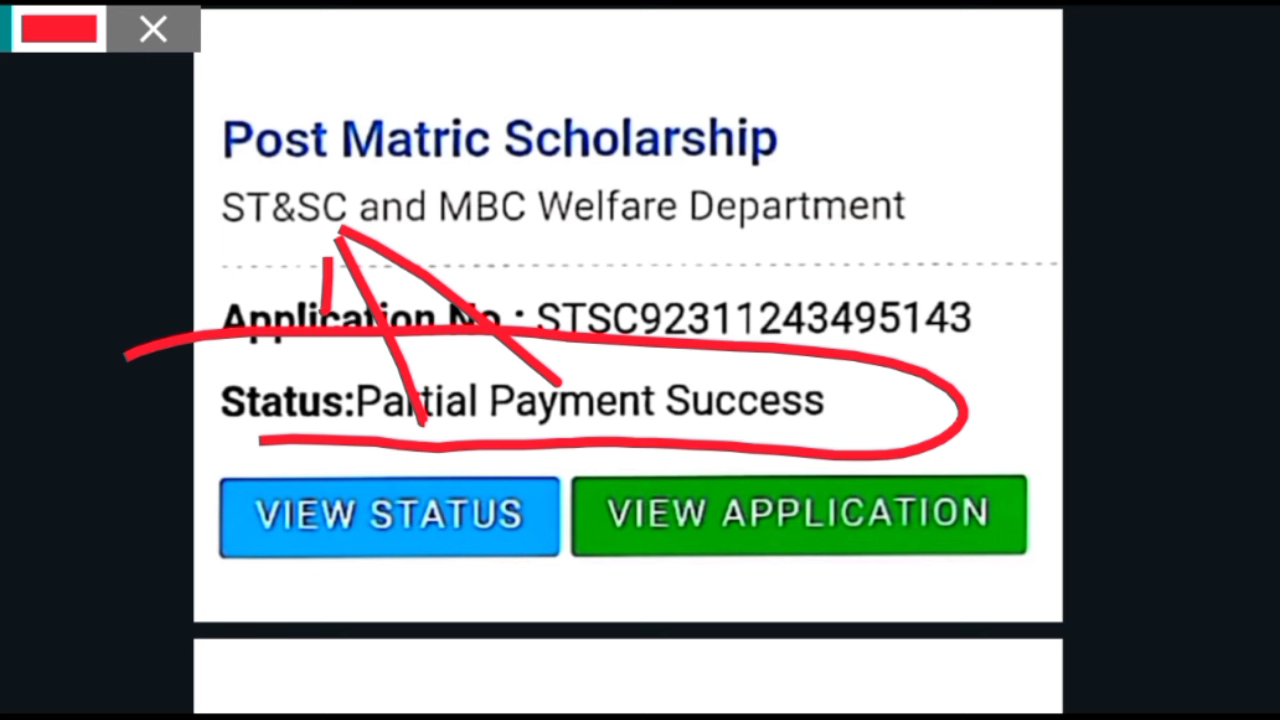 Post Matric Scholarship
ST&SC and MBC Welfare Department
Application No : STSC92311243495143
Status:Partial Payment Success
VIEW STATUS
VIEW APPLICATION